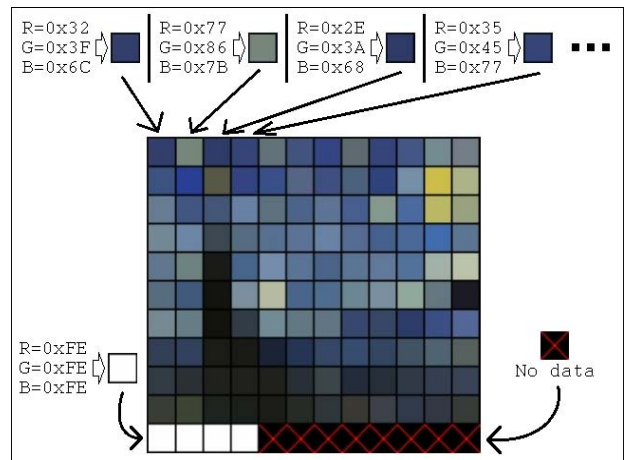 R=0x32
G=0x3F
B=0x6C
R=0x77
G=0x86
B=0x7B
R=0x2E
G=0x3A
B=0x68
R=0x35
G=0x45
B=0x77
R=0xFE
G=0xFE
B=0xFE
No data